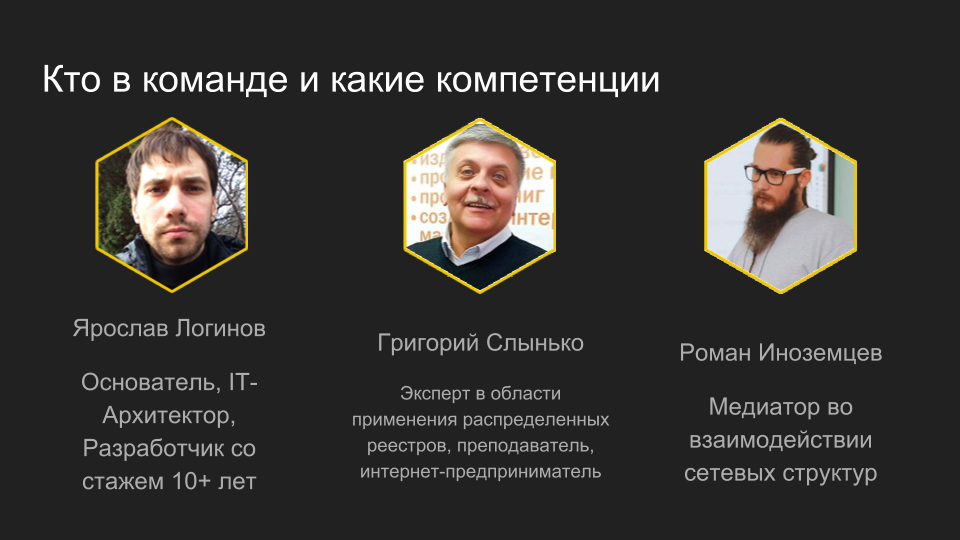 Кто в команде и какие компетенции
Ярослав Логинов
Основатель, IT-
Архитектор,
Разработчик со
стажем 10+ лет
Григорий Слынько
Эксперт в области
применения распределенных
реестров, преподаватель,
интернет-предприниматель
Роман Иноземцев
Медиатор во
взаимодействии
сетевых структур